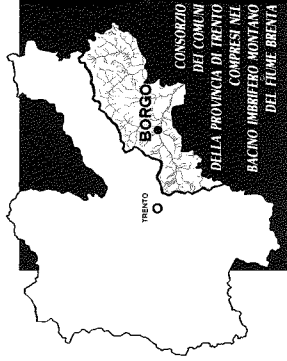 CONSORZIO
DEI COMUNI
DELLA PROVINCIA DI TRENTO
COMPRESI NEL
BACINO IMBRIFERO MONTANO
DEL FIUME BRENTA
BORGO
TRENTO